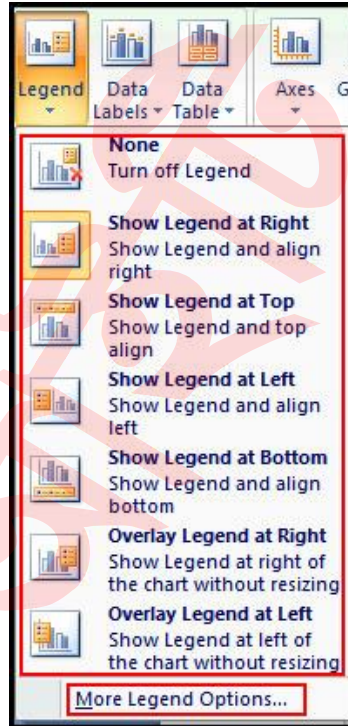 Legend Data Labels Data Table Axes G
None
Turn off Legend
Show Legend at Right
Show Legend and align
right
Show Legend at Top
Show Legend and top
align
Show Legend at Left
Show Legend and align
left
Show Legend at Bottom
Show Legend and align
bottom
Overlay Legend at Right
Show Legend at right of
the chart without resizing
Overlay Legend at Left
Show Legend at left of
the chart without resizing
More Legend Options...